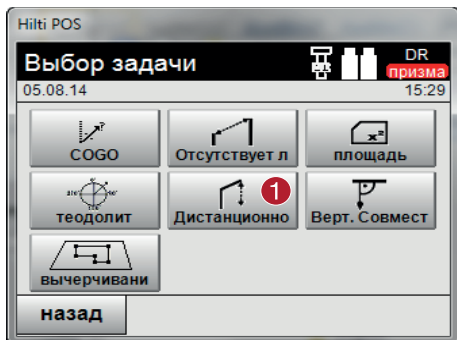 Hilti POS
Выбор задачи
DR
призма
05.08.14
15:29
COGO
Отсутствует л
x²
площадь
теодолит
1
Дистанционно
Верт. Совмест
вычерчивани
назад